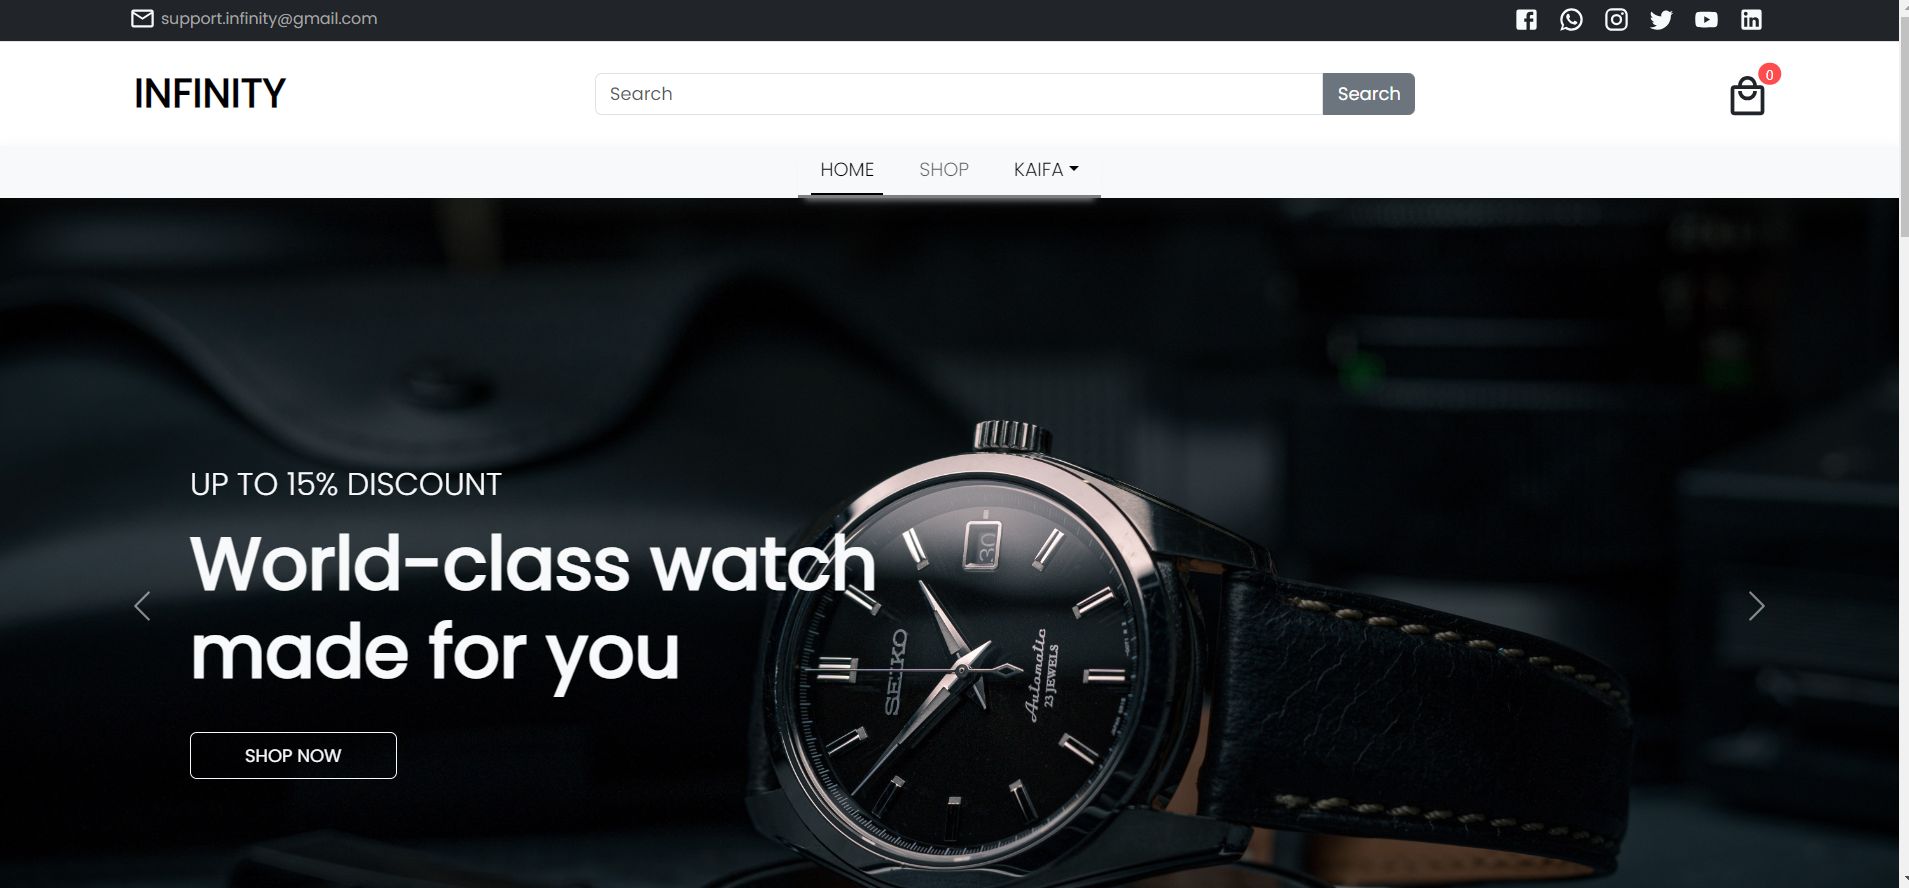 support.infinity@gmail.com
INFINITY
Search
Search
0
HOME
SHOP
KAIFA
UP TO 15% DISCOUNT
World-class watch
made for you
SHOP NOW
30
SEIKO
Automatic
23 JEWELS